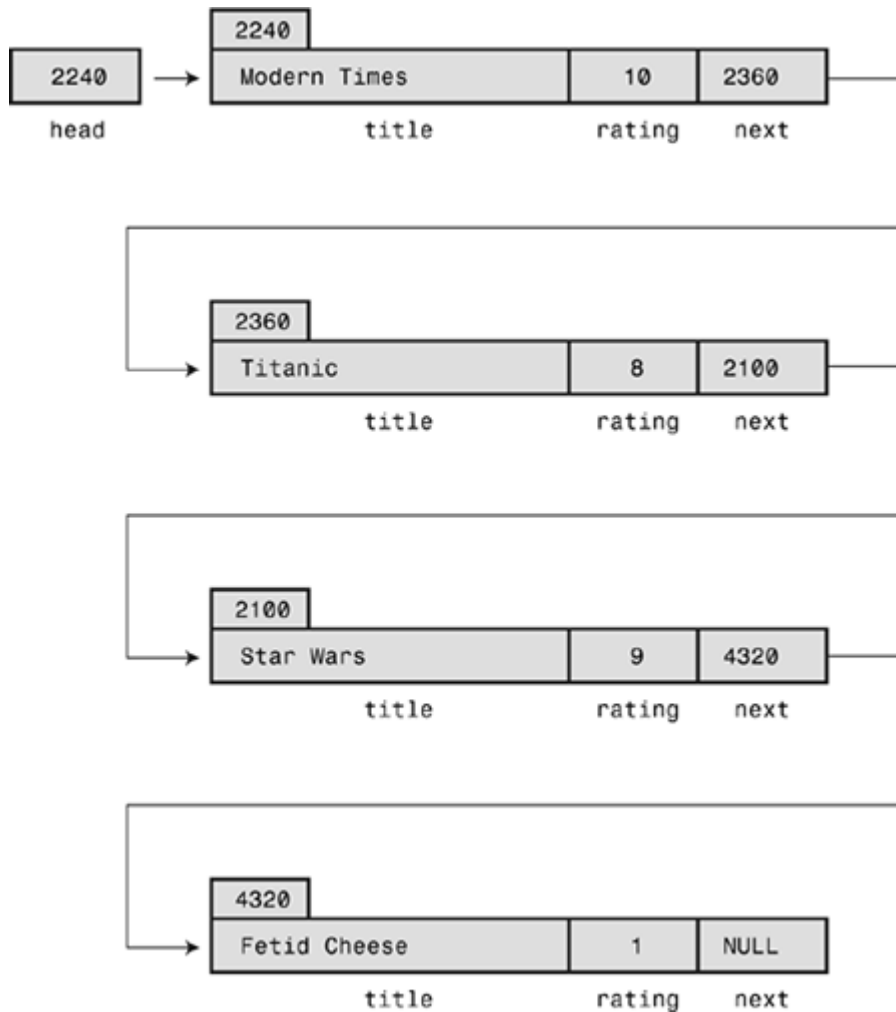 2240
2240 Modern Times 10 2360
head title rating next
2360
Titanic 8 2100
title rating next
2100
Star Wars 9 4320
title rating next
4320
Fetid Cheese 1 NULL
title rating next